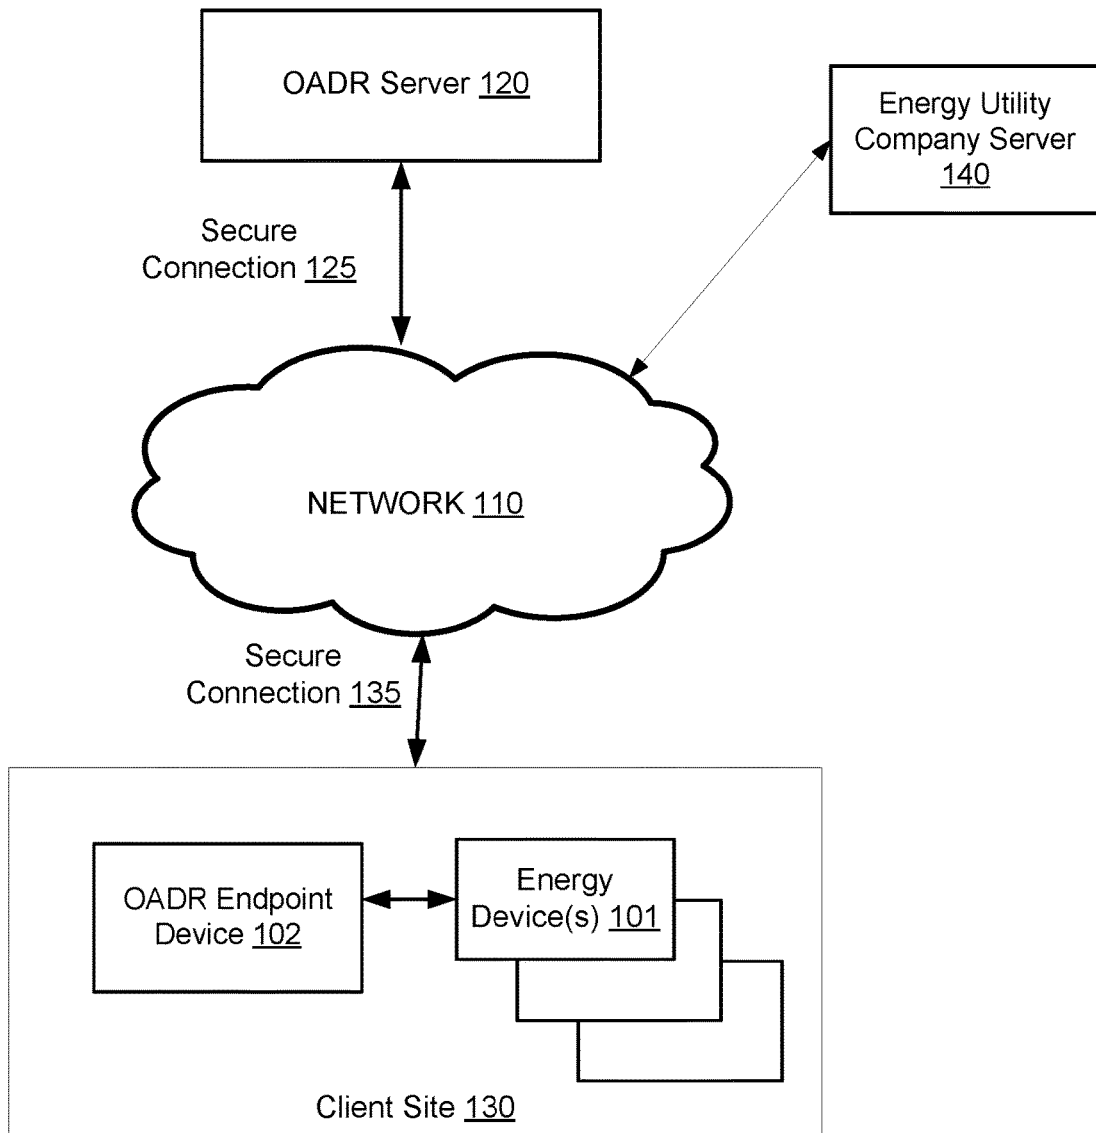 OADR Server 120
Energy Utility
Company Server
140
Secure
Connection 125
NETWORK 110
Secure
Connection 135
OADR Endpoint
Device 102
Energy
Device(s) 101
Client Site 130